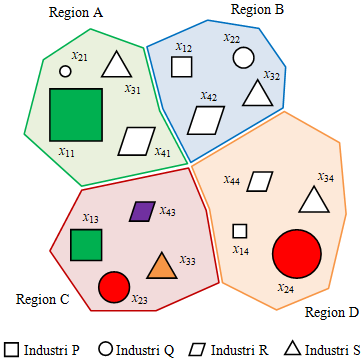 Region A
Region B
x21
x31
x11
x41
x12
x22
x32
x42
x44
x34
x14
x24
x13
x43
x33
x23
Region C
Region D
Industri P
Industri Q
Industri R
Industri S